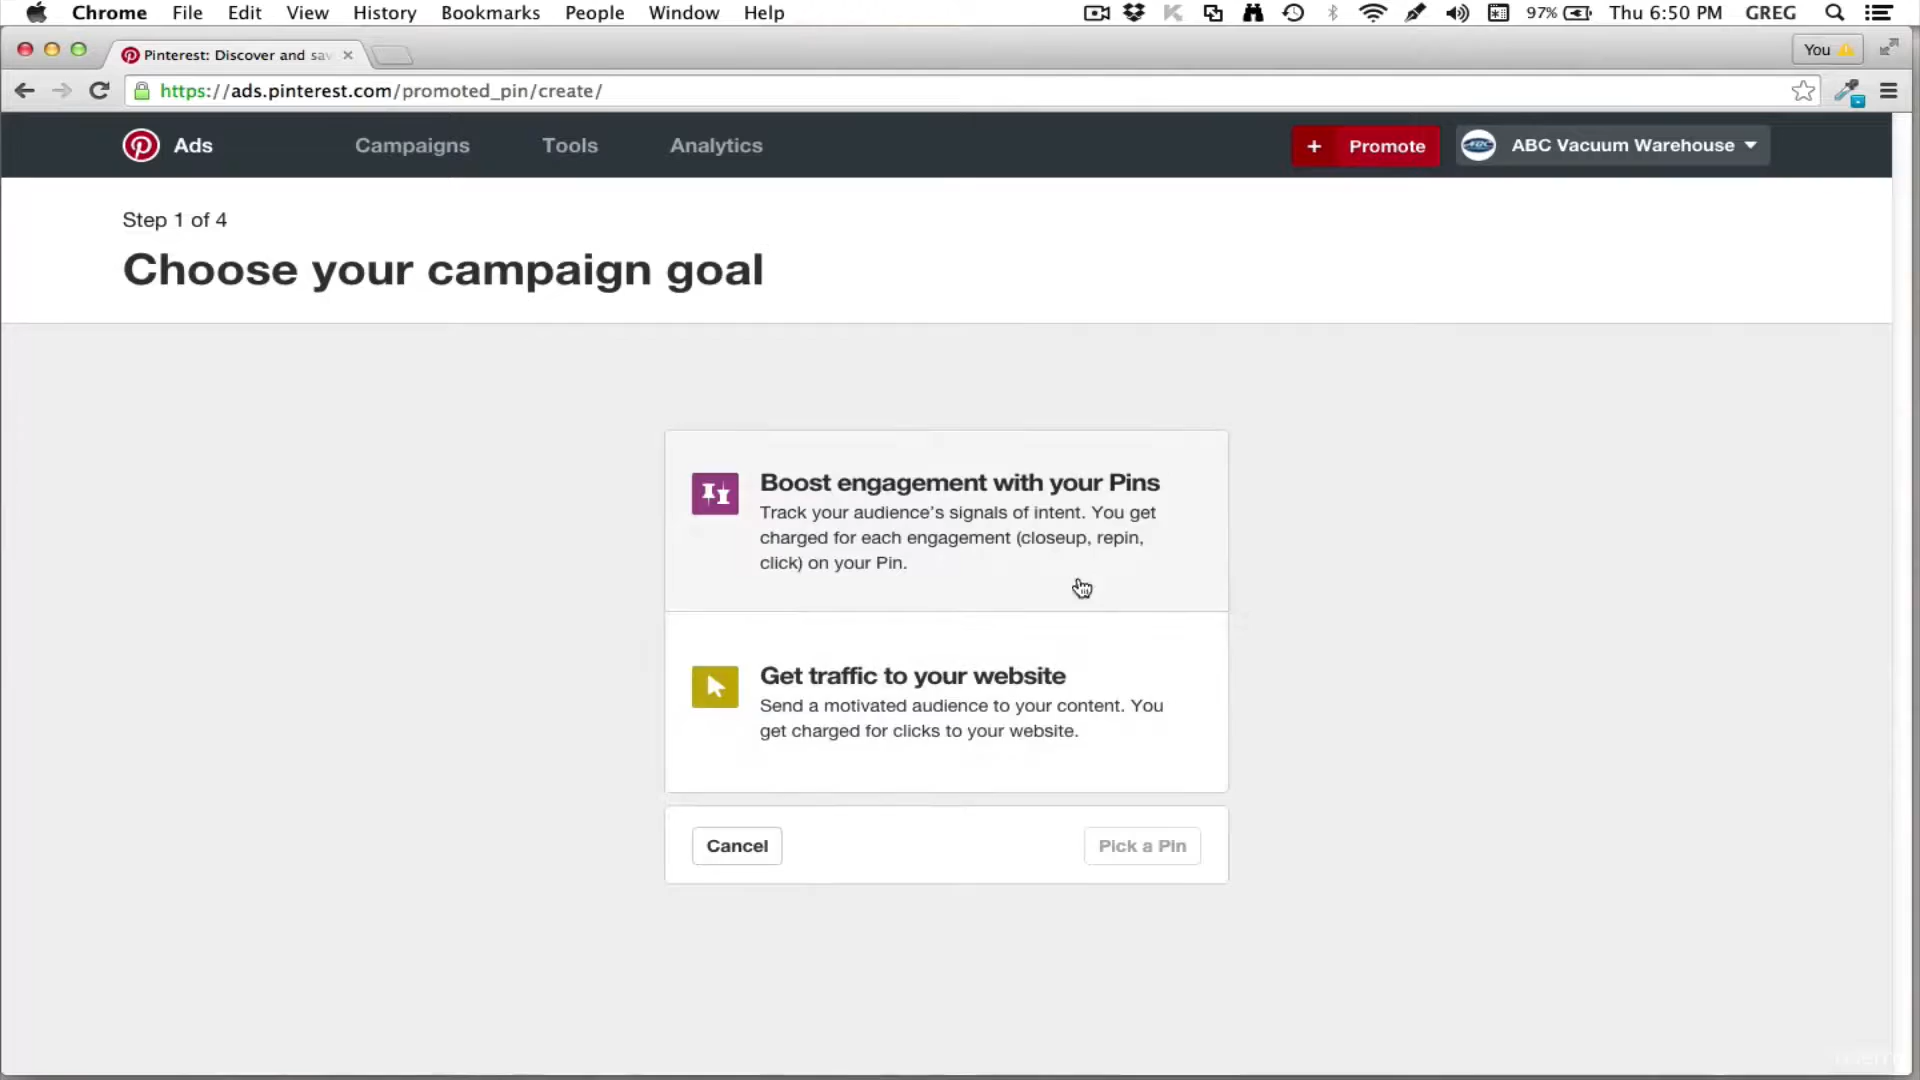 Chrome File Edit View History Bookmarks People Window Help 97% Thu 6:50 PM GREG
Pinterest: Discover and sav You
https://ads.pinterest.com/promoted_pin/create/
Ads Campaigns Tools Analytics + Promote ABC Vacuum Warehouse
Step 1 of 4
Choose your campaign goal
Boost engagement with your Pins
Track your audience's signals of intent. You get
charged for each engagement (closeup, repin,
click) on your Pin.
Get traffic to your website
Send a motivated audience to your content. You
get charged for clicks to your website.
Cancel Pick a Pin